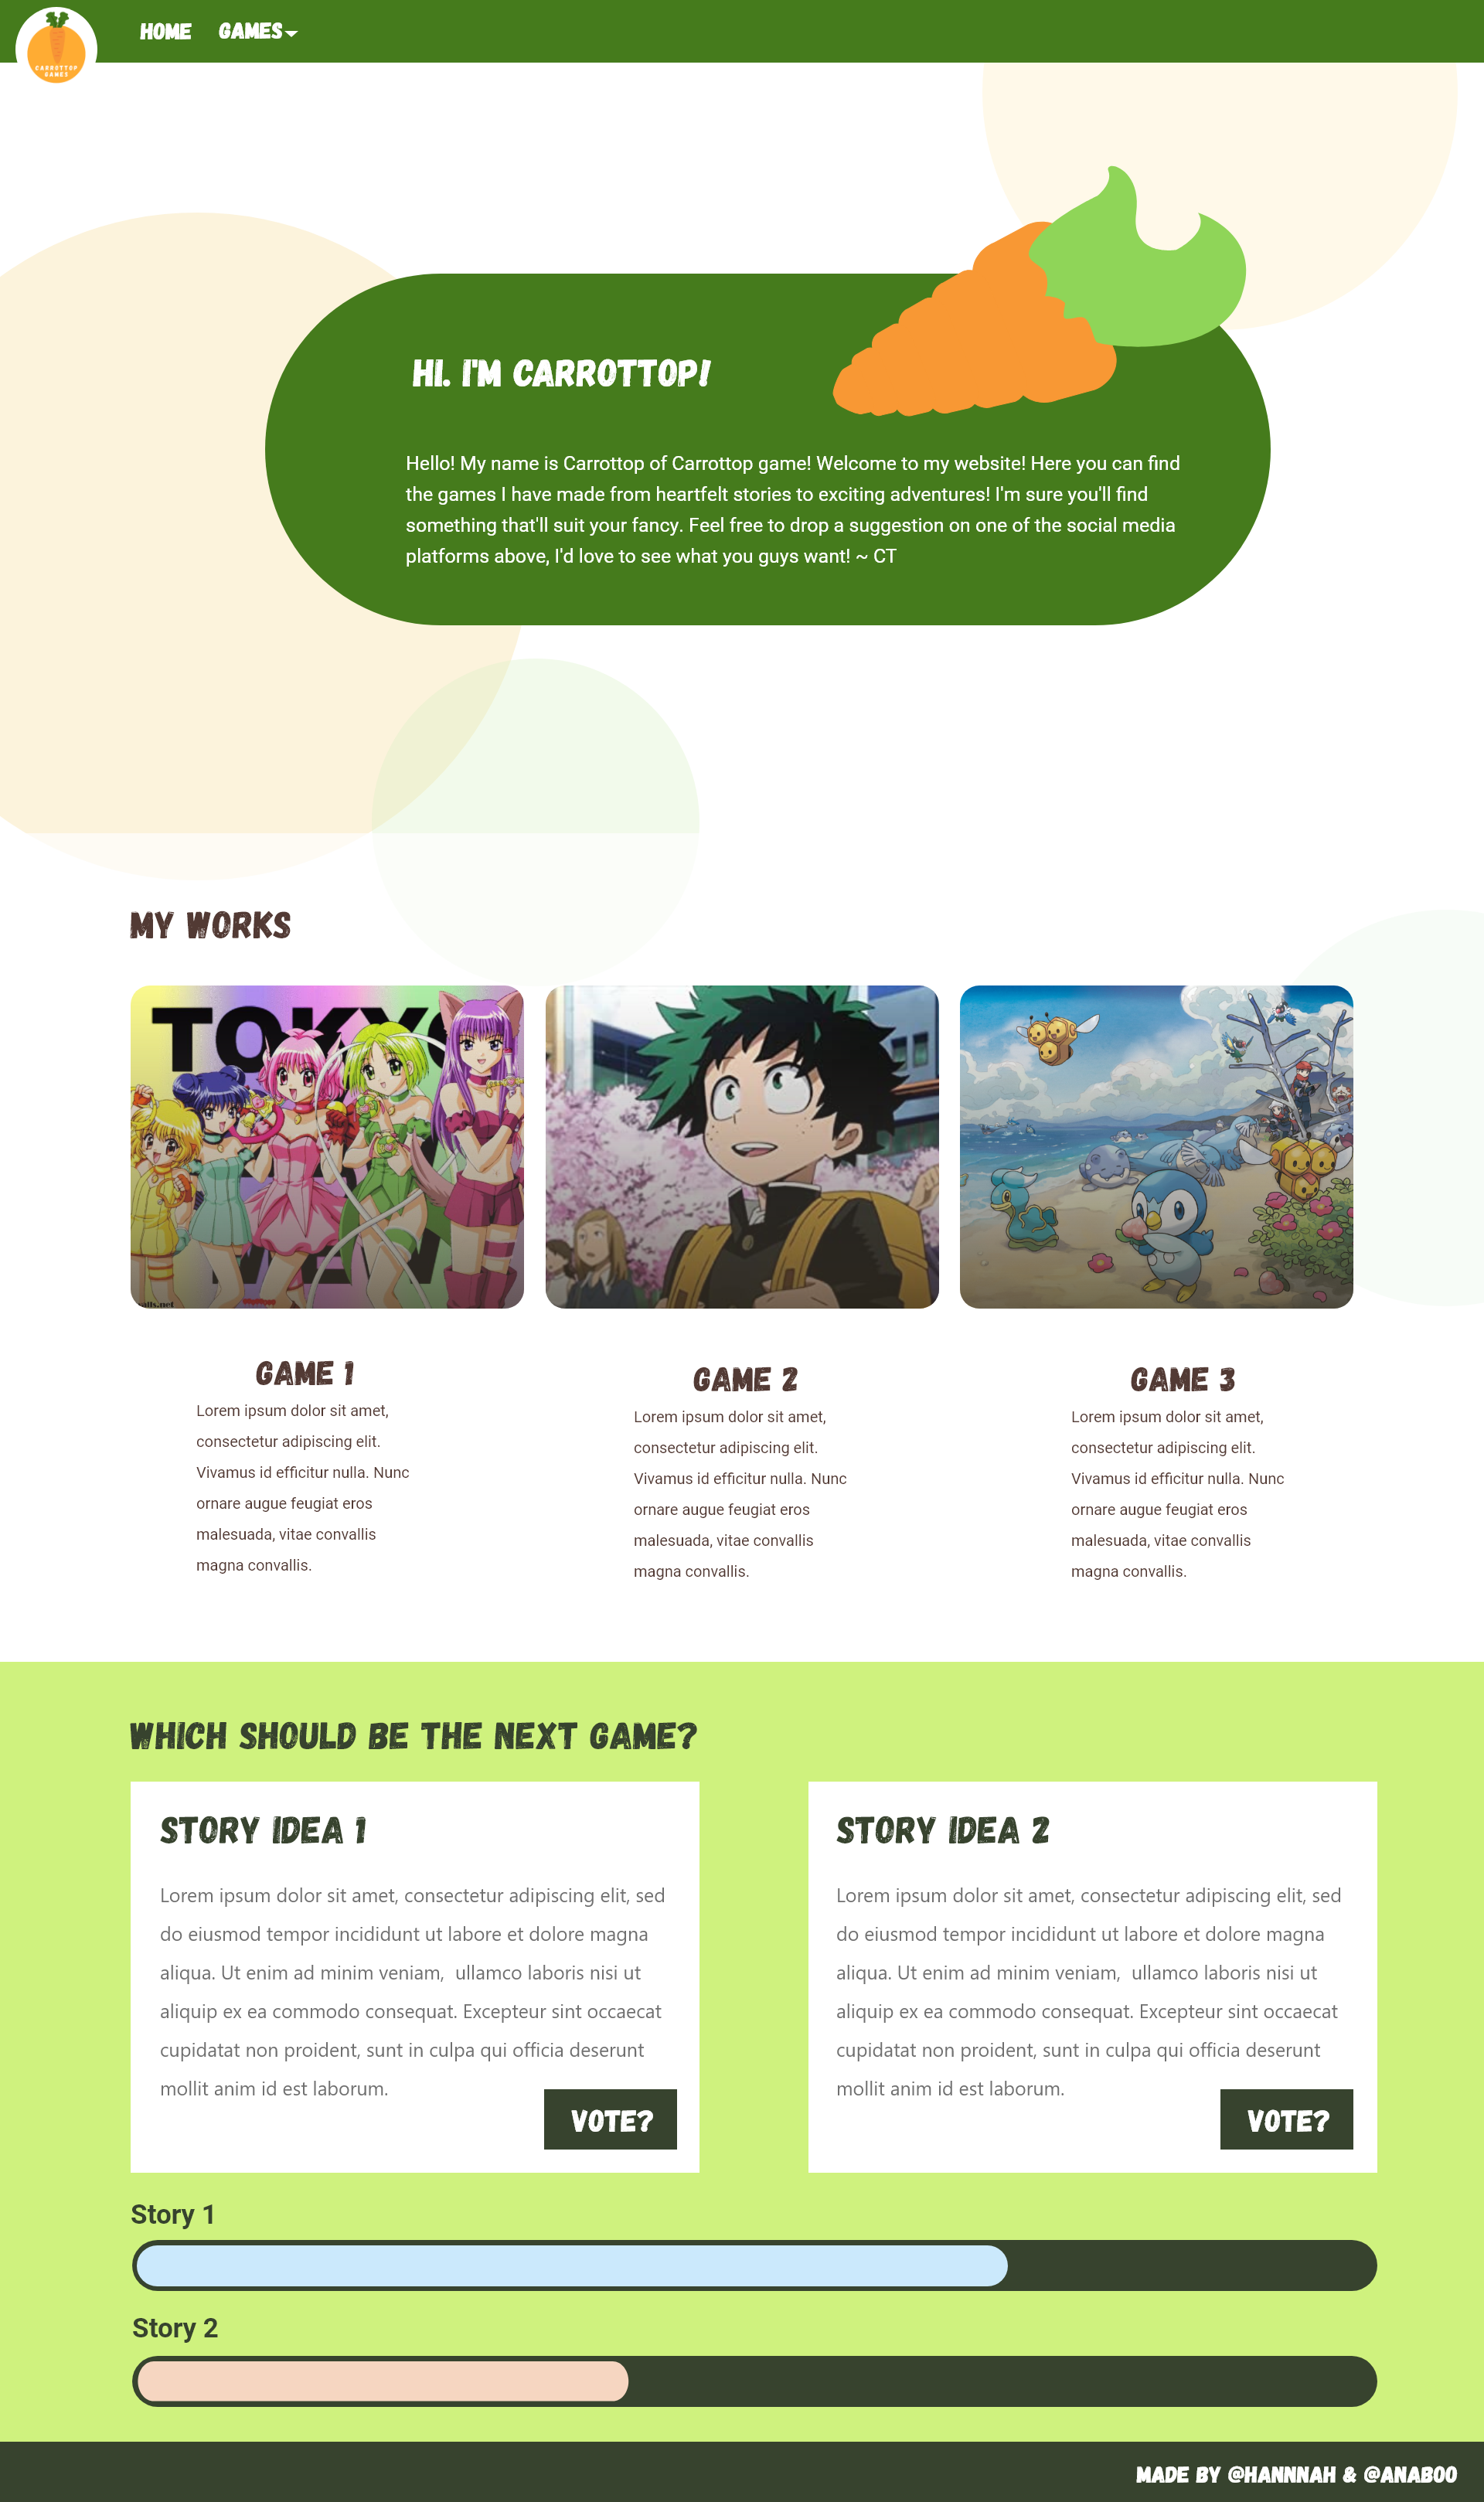 CARROTTOP
GAMES
HOME GAMES
HI. I'M CARROTTOP!
Hello! My name is Carrottop of Carrottop game! Welcome to my website! Here you can find
the games I have made from heartfelt stories to exciting adventures! I'm sure you'll find
something that'll suit your fancy. Feel free to drop a suggestion on one of the social media
platforms above, I'd love to see what you guys want! ~ CT
MY WORKS
TOKY
GAME 1
Lorem ipsum dolor sit amet,
consectetur adipiscing elit.
Vivamus id efficitur nulla. Nunc
ornare augue feugiat eros
malesuada, vitae convallis
magna convallis.
GAME 2
Lorem ipsum dolor sit amet,
consectetur adipiscing elit.
Vivamus id efficitur nulla. Nunc
ornare augue feugiat eros
malesuada, vitae convallis
magna convallis.
GAME 3
Lorem ipsum dolor sit amet,
consectetur adipiscing elit.
Vivamus id efficitur nulla. Nunc
ornare augue feugiat eros
malesuada, vitae convallis
magna convallis.
WHICH SHOULD BE THE NEXT GAME?
STORY IDEA 1
Lorem ipsum dolor sit amet, consectetur adipiscing elit, sed
do eiusmod tempor incididunt ut labore et dolore magna
aliqua. Ut enim ad minim veniam,  ullamco laboris nisi ut
aliquip ex ea commodo consequat. Excepteur sint occaecat
cupidatat non proident, sunt in culpa qui officia deserunt
mollit anim id est laborum.
VOTE?
STORY IDEA 2
Lorem ipsum dolor sit amet, consectetur adipiscing elit, sed
do eiusmod tempor incididunt ut labore et dolore magna
aliqua. Ut enim ad minim veniam,  ullamco laboris nisi ut
aliquip ex ea commodo consequat. Excepteur sint occaecat
cupidatat non proident, sunt in culpa qui officia deserunt
mollit anim id est laborum.
VOTE?
Story 1
Story 2
MADE BY @HANNNAH & @ANABOO